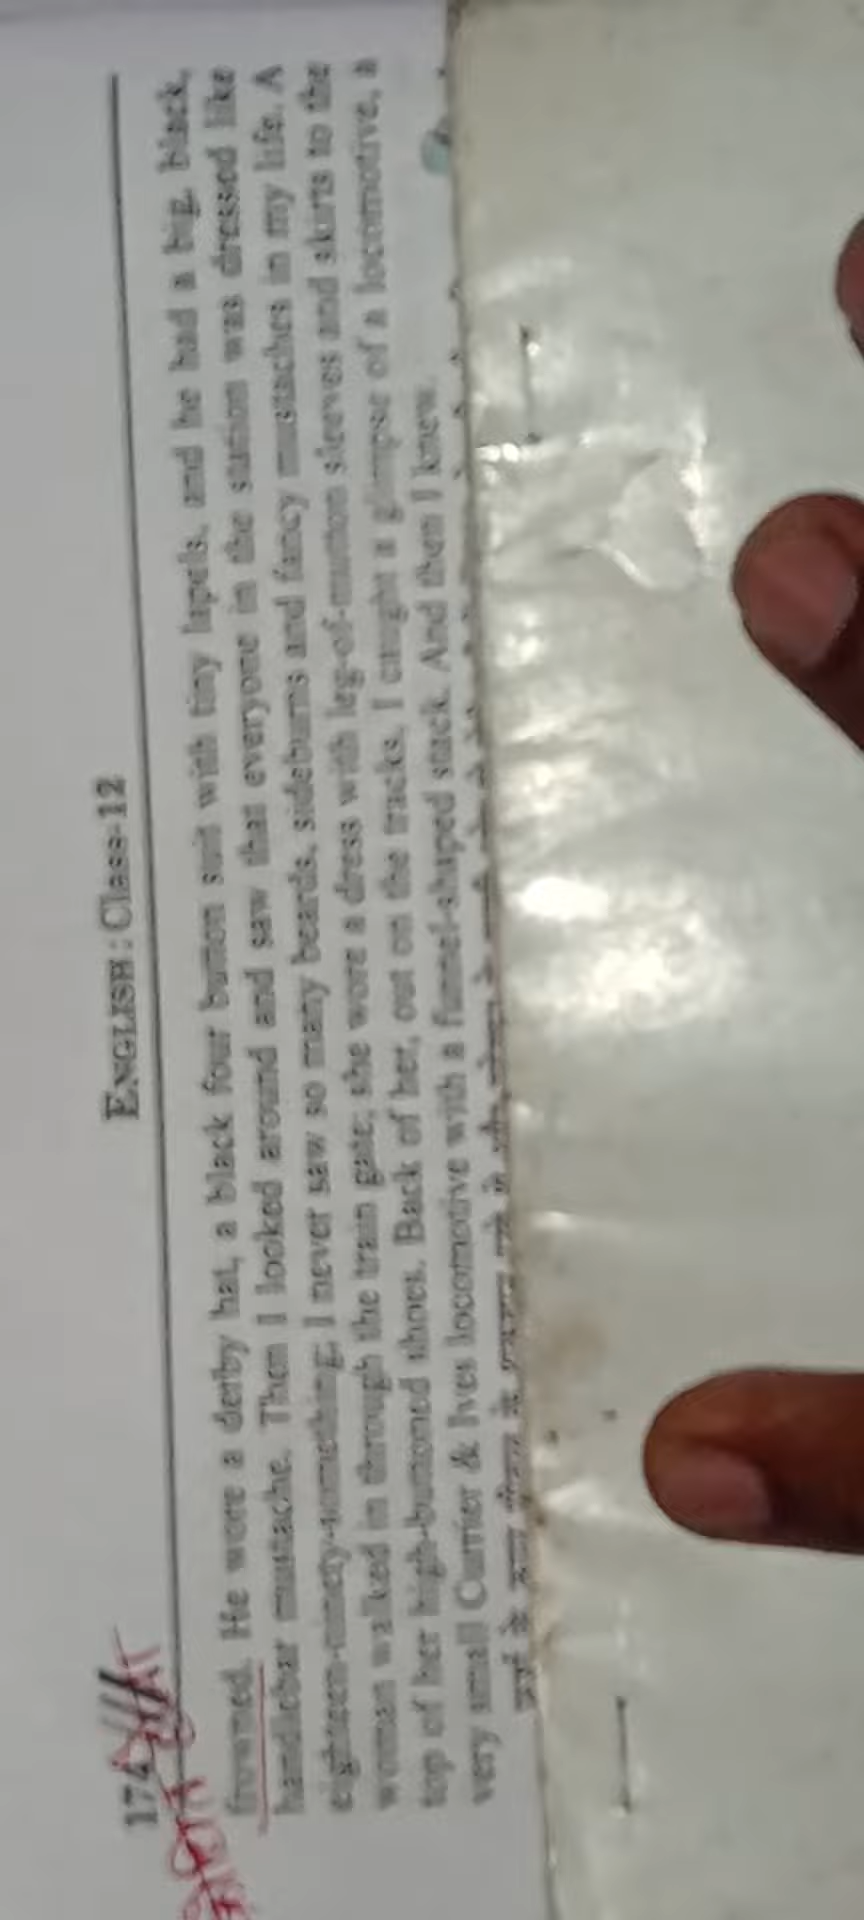 174
ENGLISH : Class-12
frowned. He wore a derby hat, a black four button suit with tiny lapels, and he had a big, black,
handlebar mustache. Then I looked around and saw that everyone in the station was dressed like
eighteen-ninety-something; I never saw so many beards, sideburns and fancy mustaches in my life. A
woman walked in through the train gate; she wore a dress with leg-of-mutton sleeves and skirts to the
top of her high-buttoned shoes. Back of her, out on the tracks, I caught a glimpse of a locomotive, a
very small Currier & Ives locomotive with a funnel-shaped stack. And then I knew.